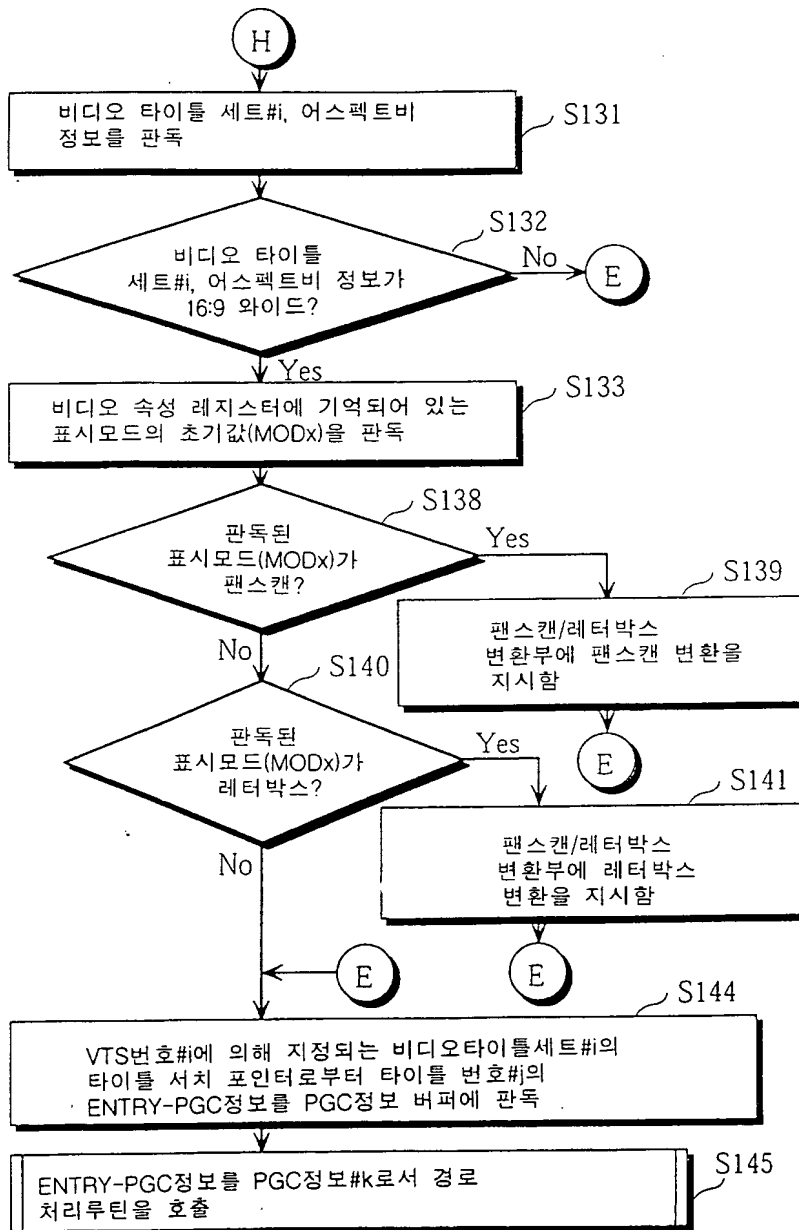 H
비디오 타이틀 세트#i, 어스펙트비
정보를 판독
S131
S132
비디오 타이틀
세트#i, 어스펙트비 정보가
16:9 와이드?
No
E
Yes
S133
비디오 속성 레지스터에 기억되어 있는
표시모드의 초기값(MODx)을 판독
S138
판독된
표시모드(MODx)가
팬스캔?
Yes
S139
팬스캔/레터박스
변환부에 팬스캔 변환을
지시함
E
No
S140
판독된
표시모드(MODx)가
레터박스?
Yes
S141
팬스캔/레터박스
변환부에 레터박스
변환을 지시함
E
No
E
S144
VTS번호#i에 의해 지정되는 비디오타이틀세트#i의
타이틀 서치 포인터로부터 타이틀 번호#j의
ENTRY-PGC정보를 PGC정보 버퍼에 판독
S145
ENTRY-PGC정보를 PGC정보#k로서 경로
처리루틴을 호출